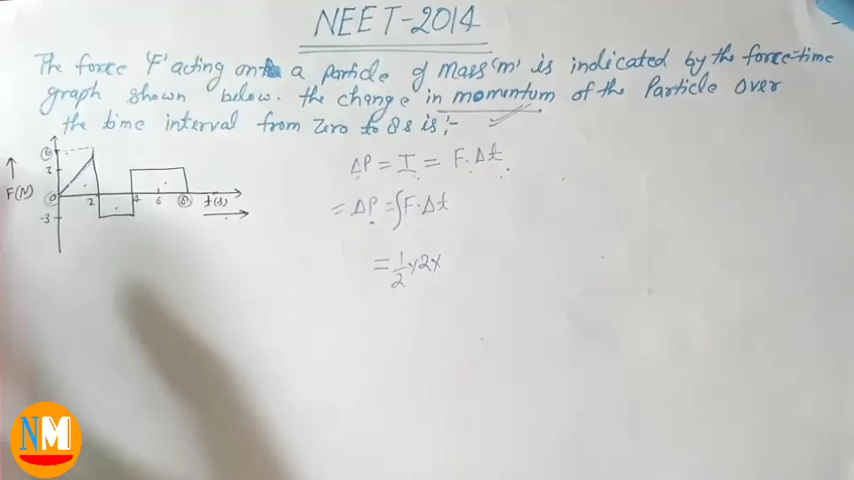 NEET-2014
The force 'F' acting on a particle of mass 'm' is indicated by the force-time
graph shown below. the change in momentum of the Particle over
the time interval from zero to 8s is :-
ΔP = I = F.Δt
= ΔP = ∫F.Δt
= 1/2 x 2 x
6
2
F(N)
0
2
4
6
8
t(s)
-3
NM